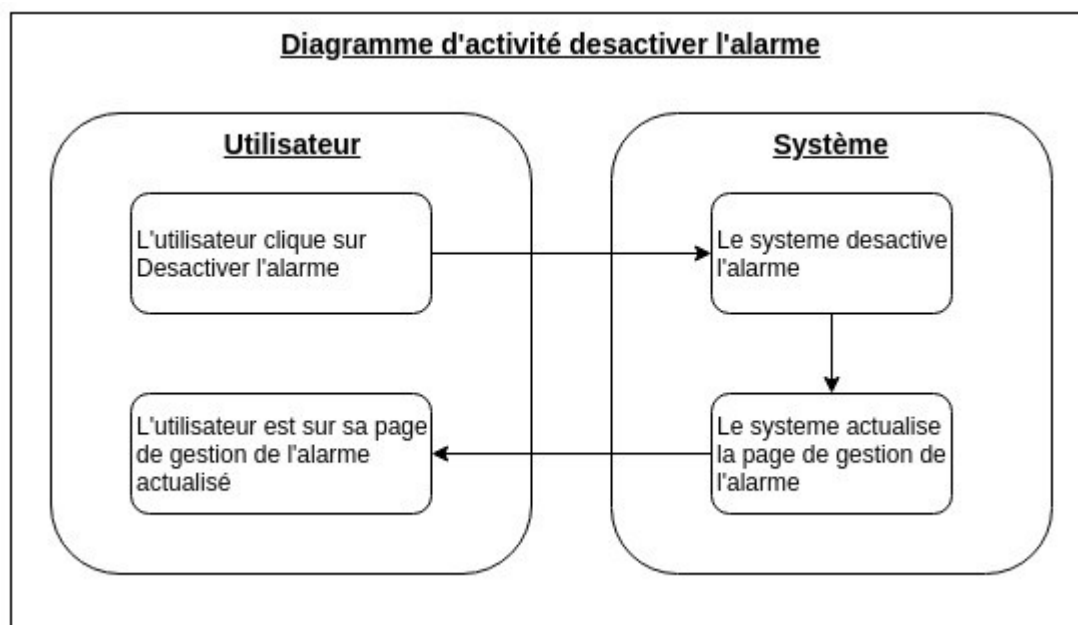 Diagramme d'activité desactiver l'alarme
Utilisateur
Système
L'utilisateur clique sur
Desactiver l'alarme
Le systeme desactive
l'alarme
L'utilisateur est sur sa page
de gestion de l'alarme
actualisé
Le systeme actualise
la page de gestion de
l'alarme